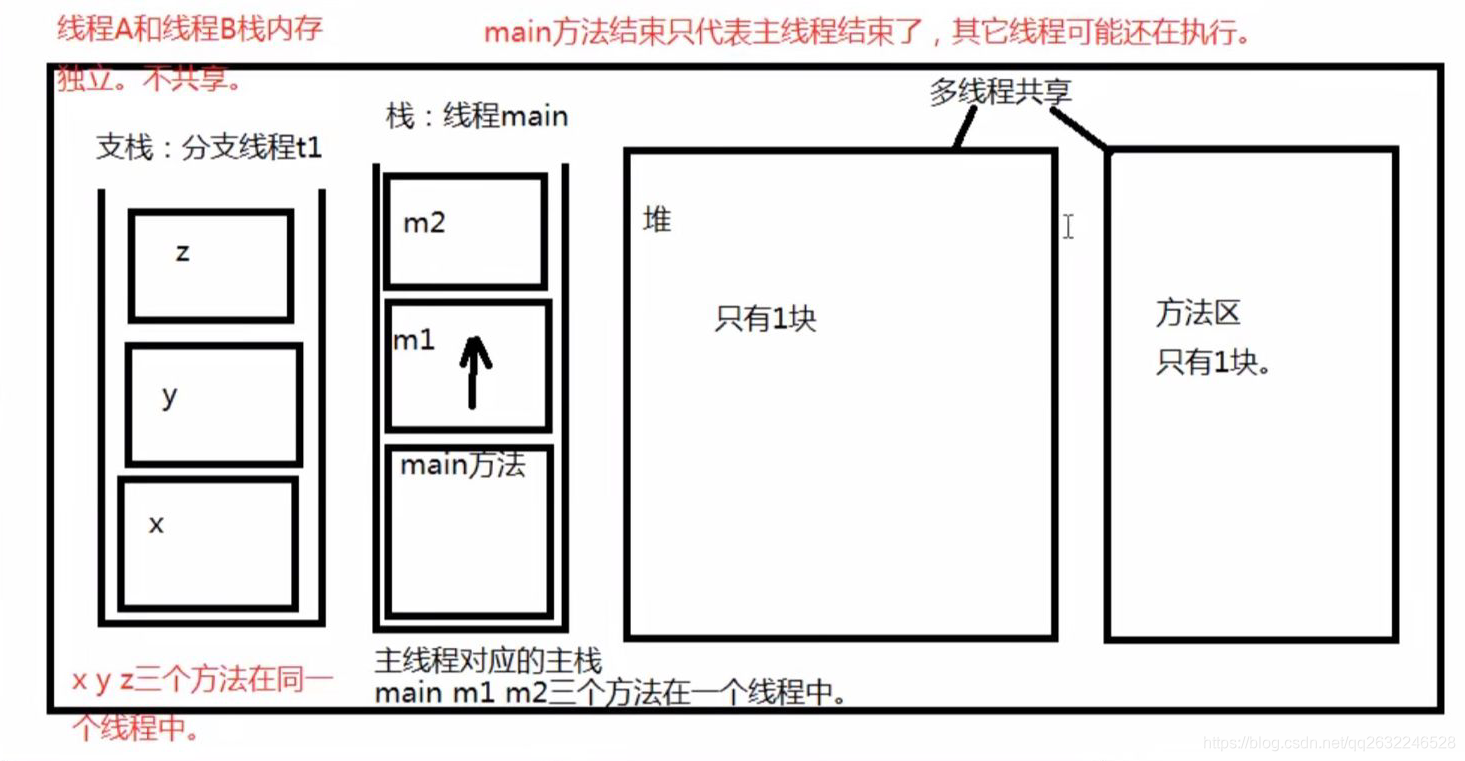 线程A和线程B栈内存
独立。不共享。
main方法结束只代表主线程结束了，其它线程可能还在执行。
多线程共享
支栈：分支线程t1
栈：线程main
z
y
x
m2
m1
main方法
堆
只有1块
方法区
只有1块。
x y z三个方法在同一
个线程中。
主线程对应的主栈
main m1 m2三个方法在一个线程中。
https://blog.csdn.net/qq2632246528